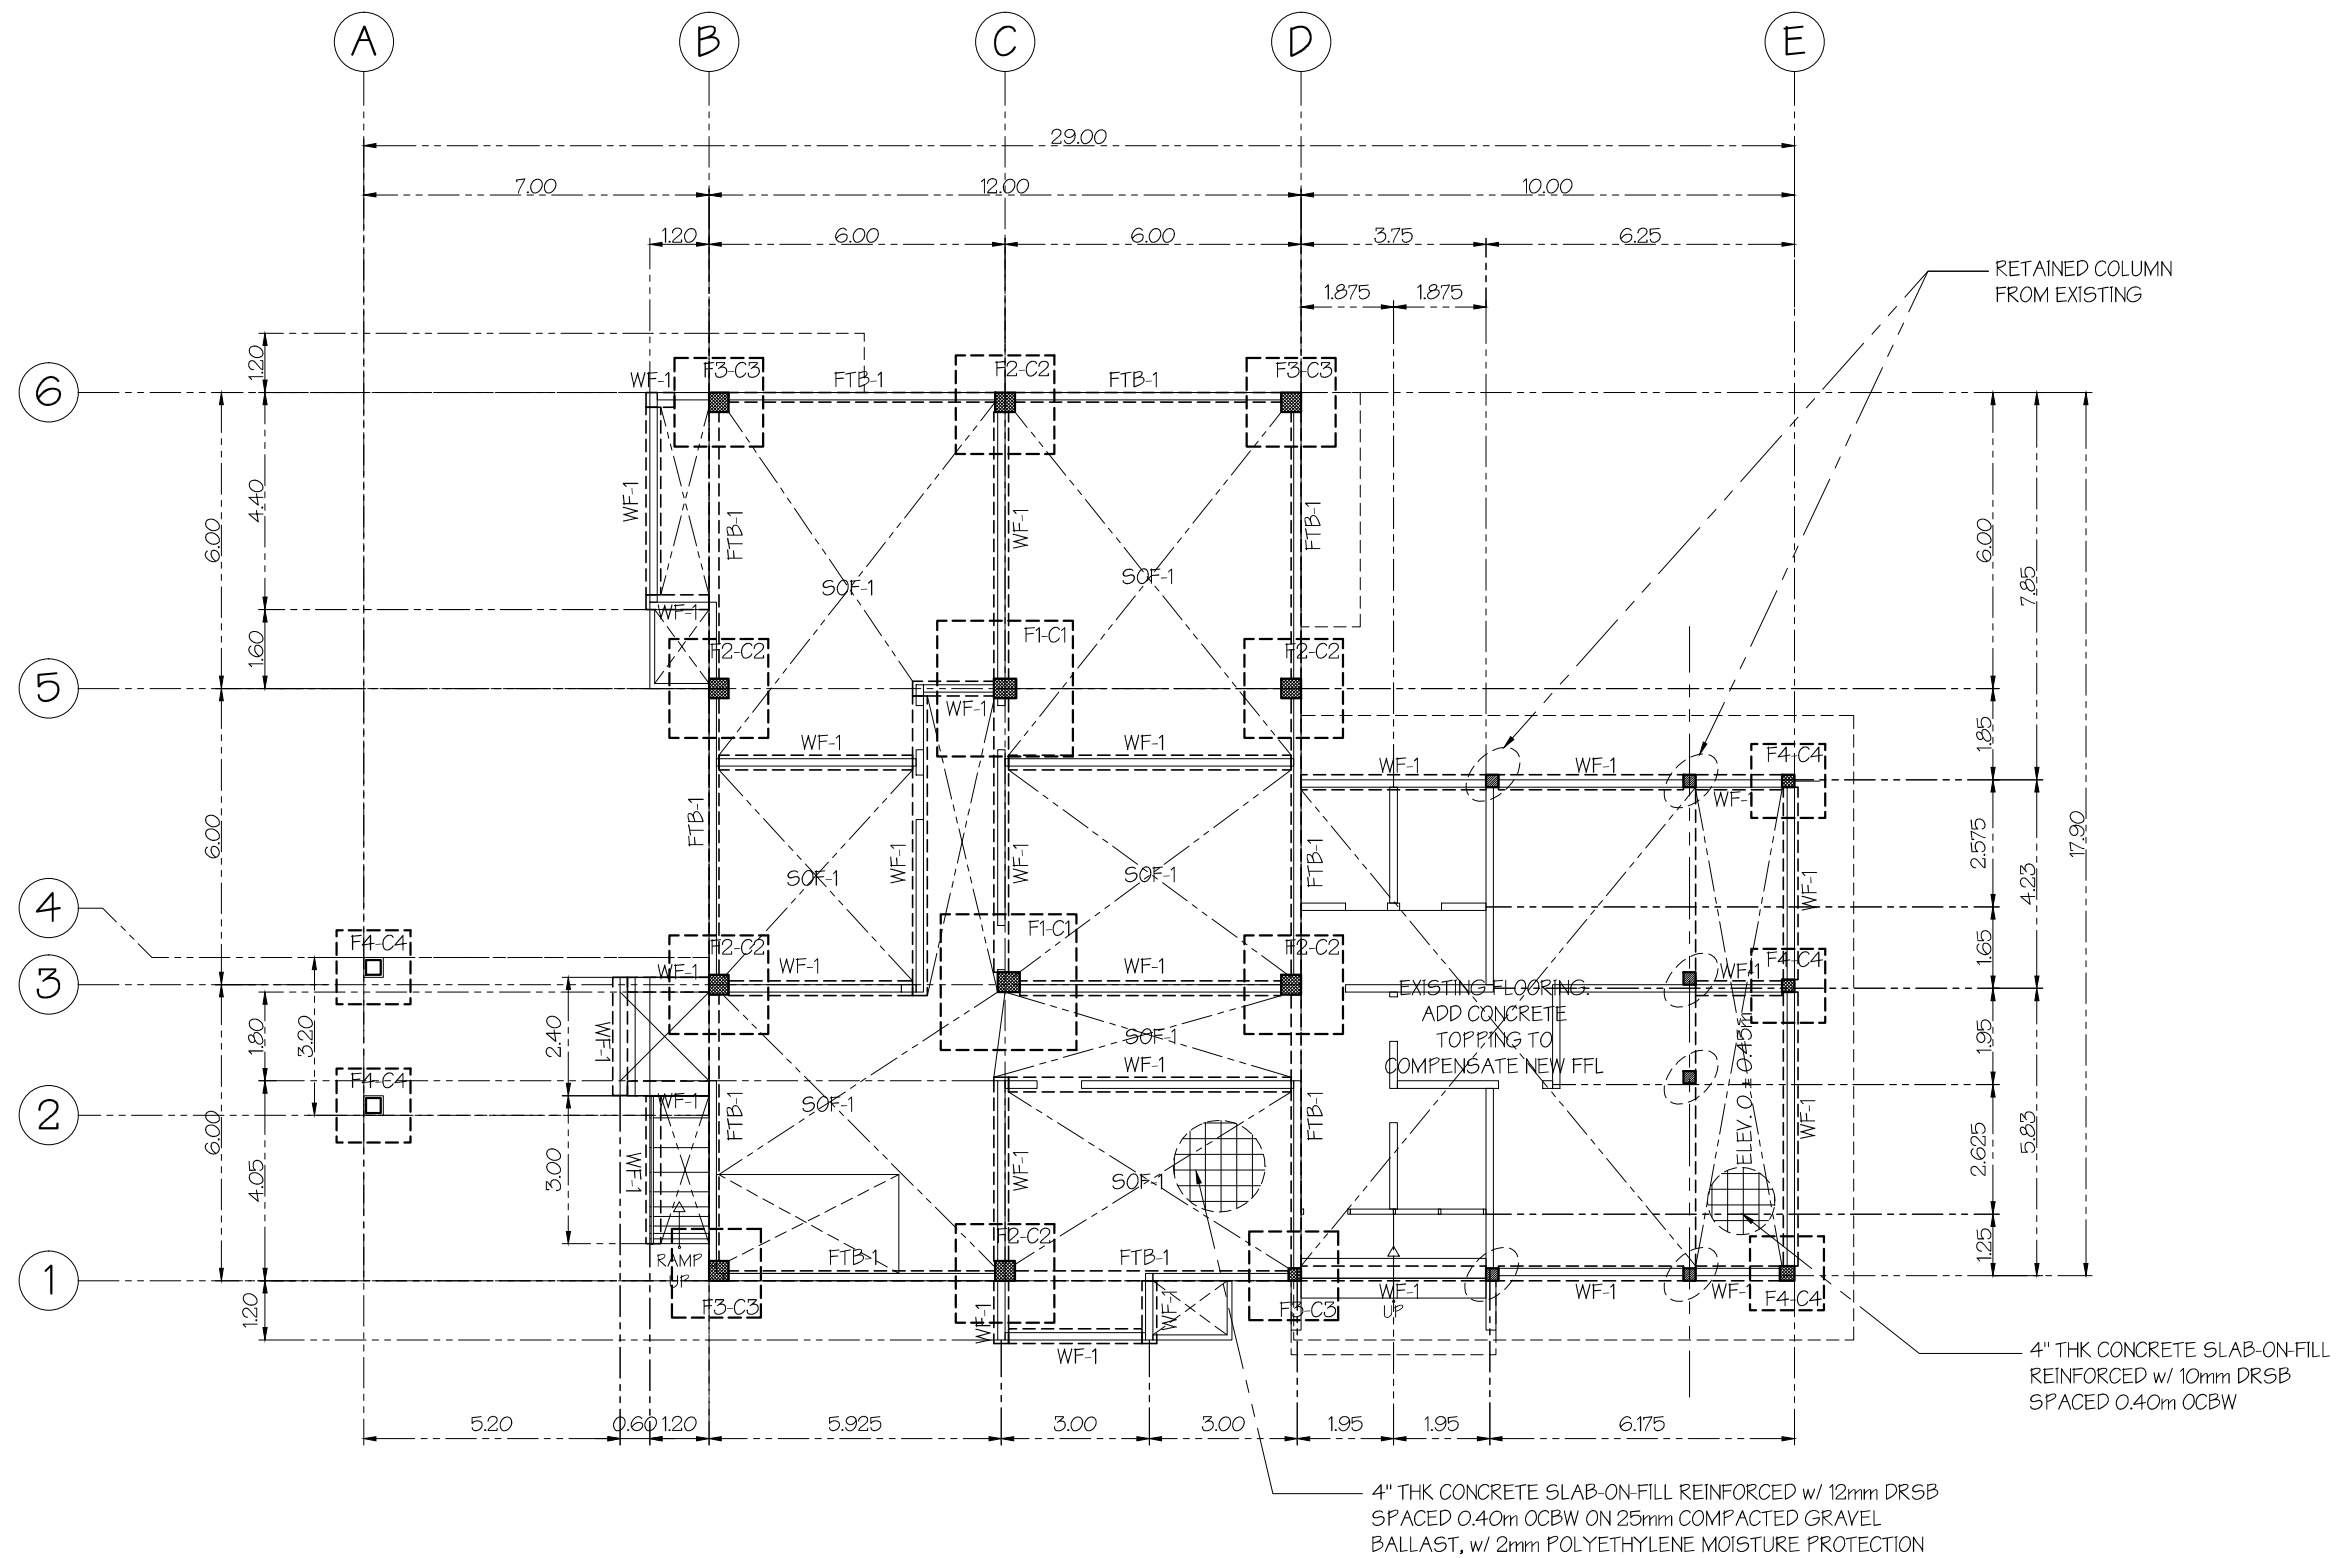 A B C D E
29.00
7.00 12.00 10.00
1.20 6.00 6.00 3.75 6.25
RETAINED COLUMN
FROM EXISTING
1.875 1.875
1.20
6 WF-1 F3-C3 FTB-1 F2-C2 FTB-1 F3-C3
4.40 WF-1 FTB-1 WF-1 FTB-1
6.00 6.00
SOF-1 SOF-1 7.85
WF-1
1.60 F2-C2 F1-C1 F2-C2
5
WF-1
WF-1 WF-1 1.85
WF-1 WF-1 F4-C4
WF-1
6.00 FTB-1 2.575 17.90
SOF-1 WF-1 WF-1 SOF-1 FTB-1 WF-1 4.23
4
F4-C4 F2-C2 F1-C1 F2-C2 1.65
WF-1 WF-1 WF-1 WF-1 F4-C4
3
EXISTING FLOORING.
ADD CONCRETE
TOPPING TO
COMPENSATE NEW FFL
1.80 3.20 2.40 WF-1 SOF-1 1.95
WF-1
ELEV. 0 ± 0.45m
F4-C4
2 WF-1 FTB-1 SOF-1 FTB-1 WF-1
6.00 5.83
4.05 3.00 WF-1 WF-1 SOF-1 2.625
F2-C2
RAMP
UP
FTB-1 FTB-1 1.25
1
WF-1 WF-1 WF-1 F4-C4
1.20 F3-C3 WF-1 WF-1 F3-C3 UP
WF-1
4" THK CONCRETE SLAB-ON-FILL
REINFORCED w/ 10mm DRSB
SPACED 0.40m OCBW
5.20 0.60 1.20 5.925 3.00 3.00 1.95 1.95 6.175
4" THK CONCRETE SLAB-ON-FILL REINFORCED w/ 12mm DRSB
SPACED 0.40m OCBW ON 25mm COMPACTED GRAVEL
BALLAST, w/ 2mm POLYETHYLENE MOISTURE PROTECTION